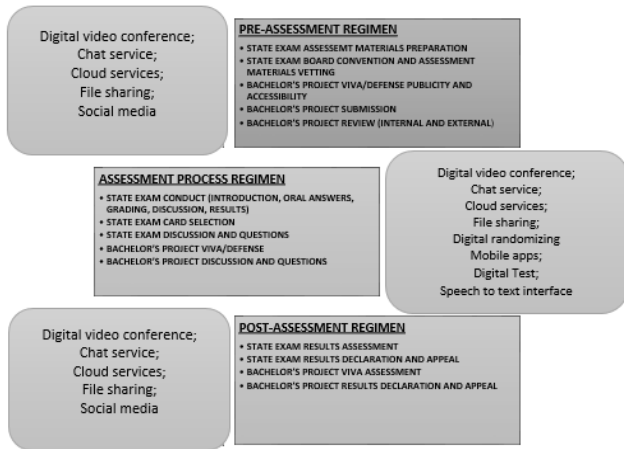 Digital video conference;
Chat service;
Cloud services;
File sharing;
Social media
PRE-ASSESSMENT REGIMEN
• STATE EXAM ASSESSEMT MATERIALS PREPARATION
• STATE EXAM BOARD CONVENTION AND ASSESSMENT
MATERIALS VETTING
• BACHELOR'S PROJECT VIVA/DEFENSE PUBLICITY AND
ACCESSIBILITY
• BACHELOR'S PROJECT SUBMISSION
• BACHELOR'S PROJECT REVIEW (INTERNAL AND EXTERNAL)
ASSESSMENT PROCESS REGIMEN
• STATE EXAM CONDUCT (INTRODUCTION, ORAL ANSWERS,
GRADING, DISCUSSION, RESULTS)
• STATE EXAM CARD SELECTION
• STATE EXAM DISCUSSION AND QUESTIONS
• BACHELOR'S PROJECT VIVA/DEFENSE
• BACHELOR'S PROJECT DISCUSSION AND QUESTIONS
Digital video conference;
Chat service;
Cloud services;
File sharing;
Digital randomizing
Mobile apps;
Digital Test;
Speech to text interface
Digital video conference;
Chat service;
Cloud services;
File sharing;
Social media
POST-ASSESSMENT REGIMEN
• STATE EXAM RESULTS ASSESSMENT
• STATE EXAM RESULTS DECLARATION AND APPEAL
• BACHELOR'S PROJECT VIVA ASSESSMENT
• BACHELOR'S PROJECT RESULTS DECLARATION AND APPEAL